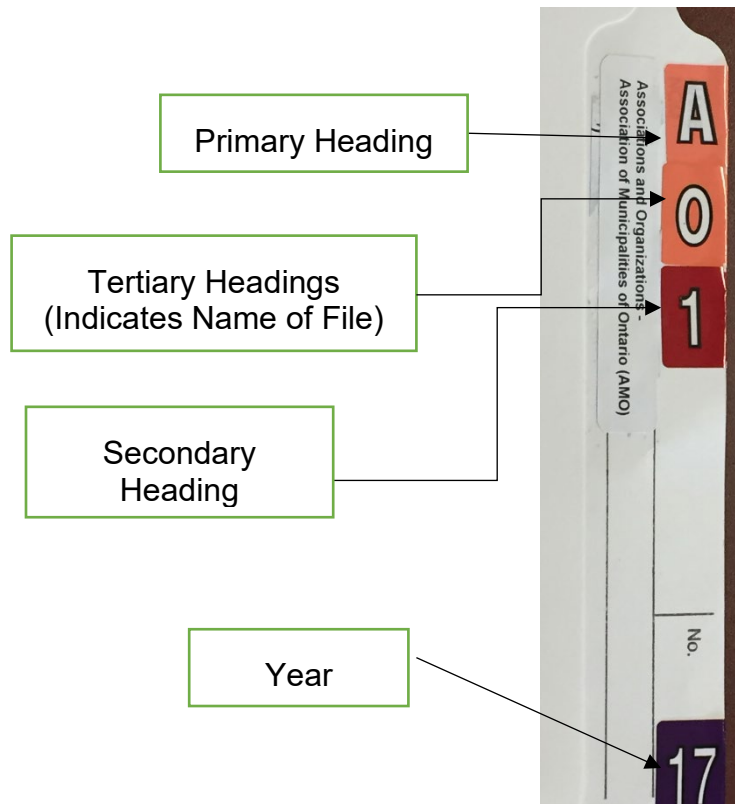 Primary Heading
Tertiary Headings
(Indicates Name of File)
Secondary
Heading
Year
A
0
1
Associations and Organizations -
Association of Municipalities of Ontario (AMO)
No.
17